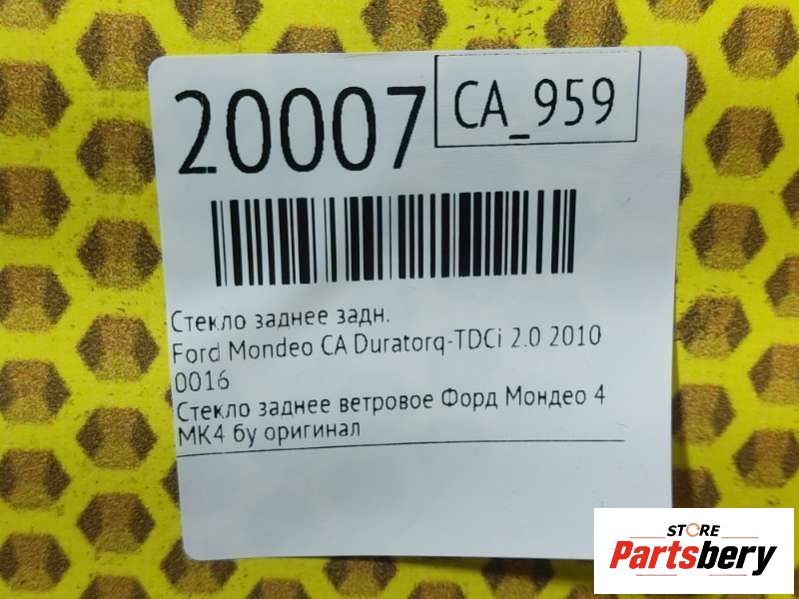 20007
CA_959
Стекло заднее задн.
Ford Mondeo CA Duratorq-TDCi 2.0 2010
0016
Стекло заднее ветровое Форд Мондео 4
МК4 бу оригинал
STORE
Partsbery